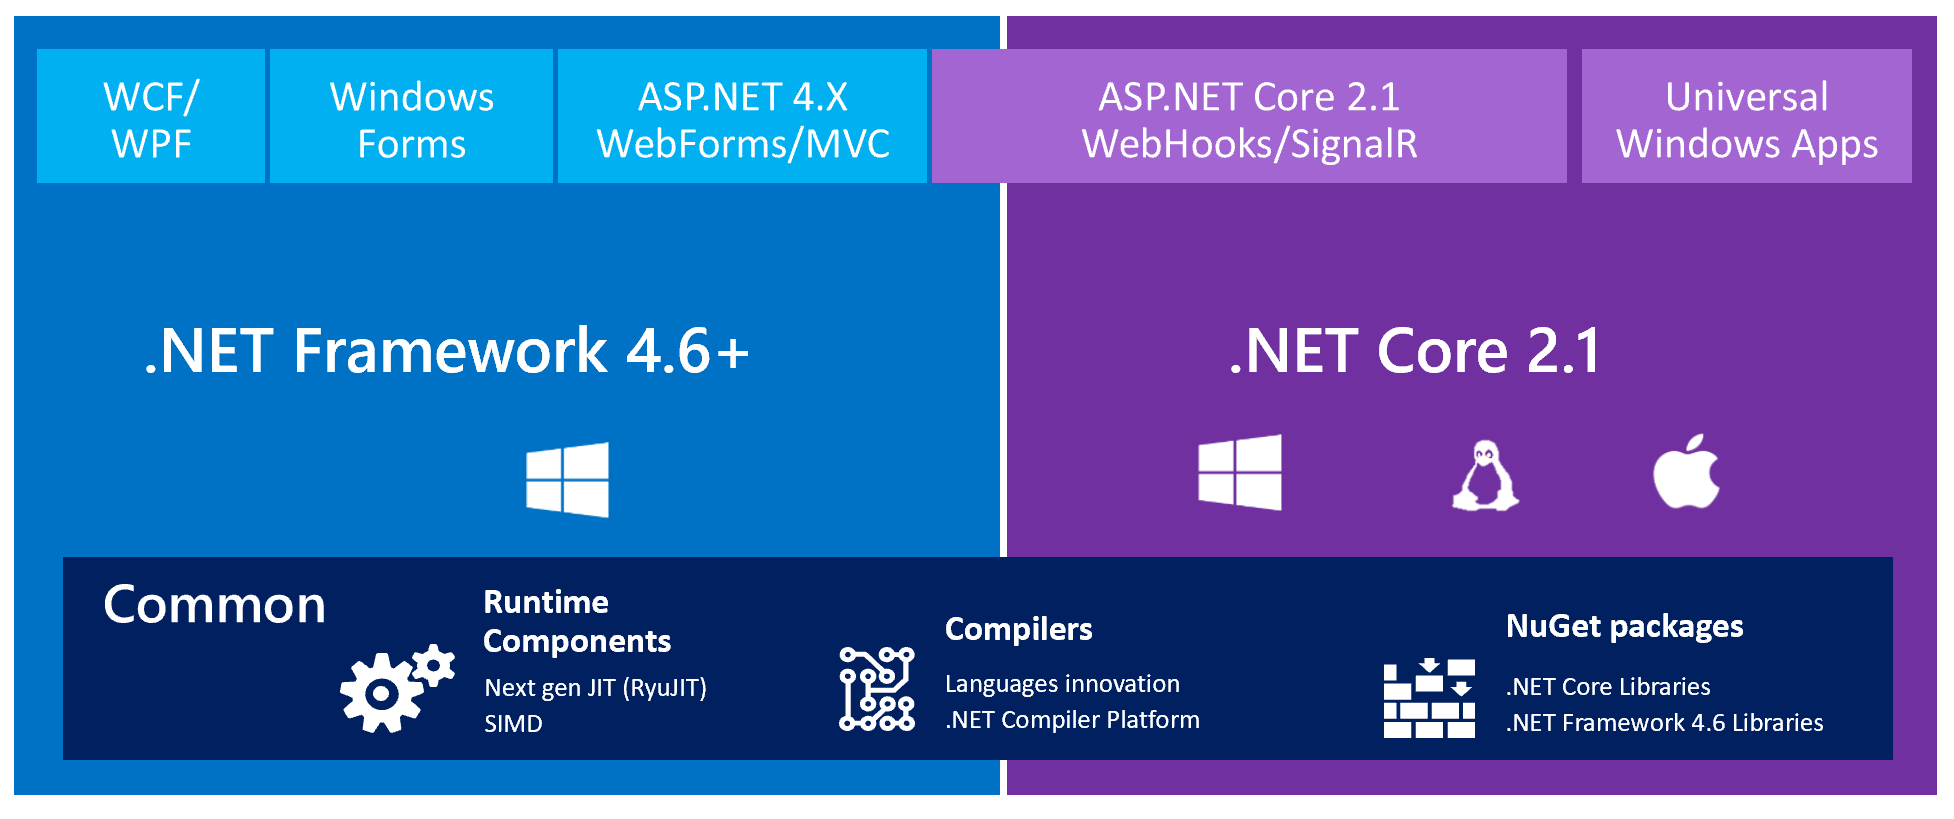 WCF/
WPF
Windows
Forms
ASP.NET 4.X
WebForms/MVC
ASP.NET Core 2.1
WebHooks/SignalR
Universal
Windows Apps
.NET Framework 4.6+
.NET Core 2.1
Common
Runtime
Components
Next gen JIT (RyuJIT)
SIMD
Compilers
Languages innovation
.NET Compiler Platform
NuGet packages
.NET Core Libraries
.NET Framework 4.6 Libraries